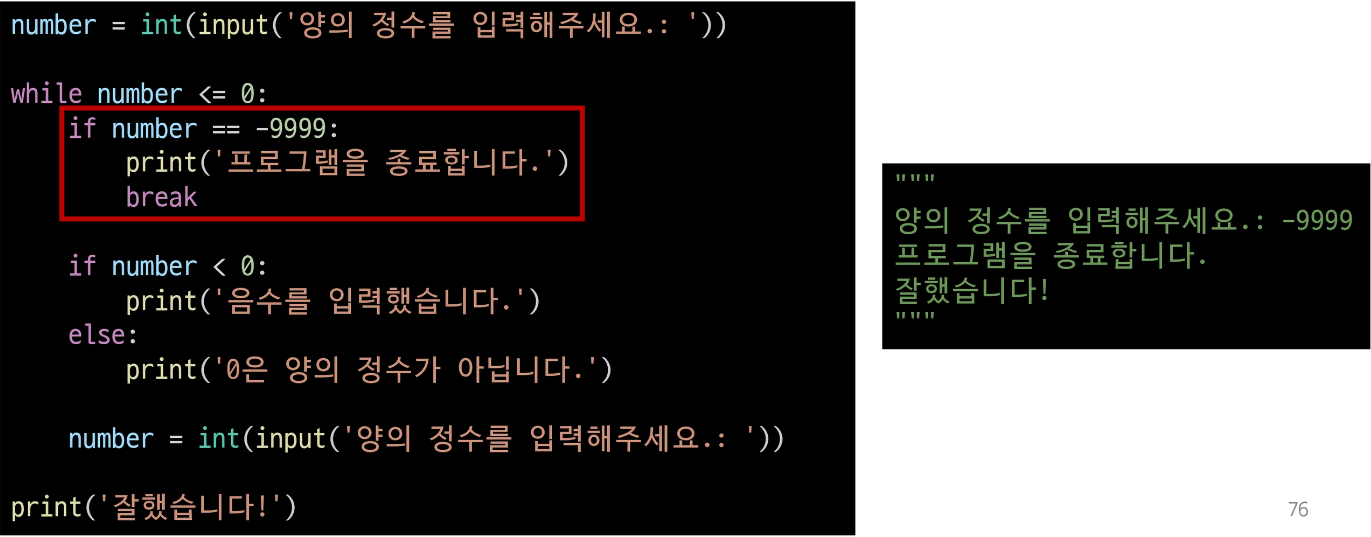 number = int(input('양의 정수를 입력해주세요.: '))
while number <= 0:
    if number == -9999:
        print('프로그램을 종료합니다.')
        break
    if number < 0:
        print('음수를 입력했습니다.')
    else:
        print('0은 양의 정수가 아닙니다.')
    number = int(input('양의 정수를 입력해주세요.: '))
print('잘했습니다!')
"""
양의 정수를 입력해주세요.: -9999
프로그램을 종료합니다.
잘했습니다!
"""
76